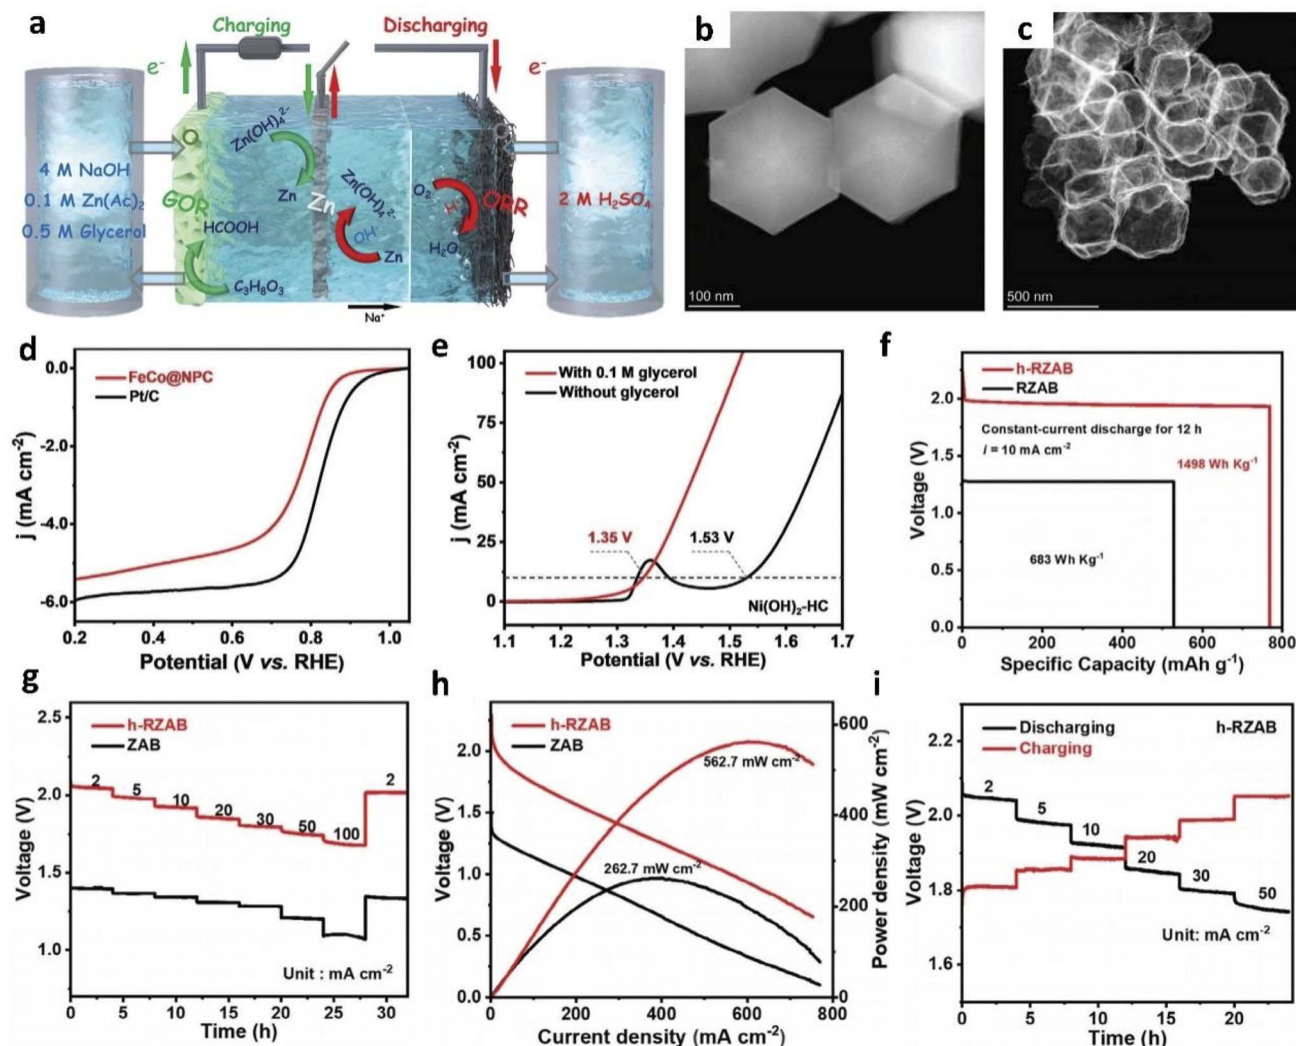 a
Charging
Discharging
e⁻
e⁻
4 M NaOH
0.1 M Zn(Ac)₂
0.5 M Glycerol
GOR
HCOOH
C₃H₈O₃
Zn(OH)₄²⁻
Zn
Zn
Zn(OH)₄²⁻
OH⁻
Zn
O₂
H⁺
H₂O
ORR
Na⁺
2 M H₂SO₄
b
100 nm
c
500 nm
d
0.0
-2.0
-4.0
-6.0
FeCo@NPC
Pt/C
j (mA cm⁻²)
0.2 0.4 0.6 0.8 1.0
Potential (V vs. RHE)
e
100
75
50
25
0
With 0.1 M glycerol
Without glycerol
1.35 V
1.53 V
Ni(OH)₂-HC
j (mA cm⁻²)
1.1 1.2 1.3 1.4 1.5 1.6 1.7
Potential (V vs. RHE)
f
2.0
1.5
1.0
0.5
0.0
h-RZAB
RZAB
Constant-current discharge for 12 h
i = 10 mA cm⁻²
1498 Wh Kg⁻¹
683 Wh Kg⁻¹
Voltage (V)
0 200 400 600 800
Specific Capacity (mAh g⁻¹)
g
2.5
2.0
1.5
1.0
h-RZAB
ZAB
2 5 10 20 30 50 100 2
Unit : mA cm⁻²
Voltage (V)
0 5 10 15 20 25 30
Time (h)
h
2.0
1.5
1.0
0.5
0.0
h-RZAB
ZAB
562.7 mW cm⁻²
262.7 mW cm⁻²
600
400
200
0
Voltage (V)
Power density (mW cm⁻²)
0 200 400 600 800
Current density (mA cm⁻²)
i
2.2
2.0
1.8
1.6
Discharging
Charging
h-RZAB
2 5 10 20 30 50
Unit: mA cm⁻²
Voltage (V)
0 5 10 15 20
Time (h)